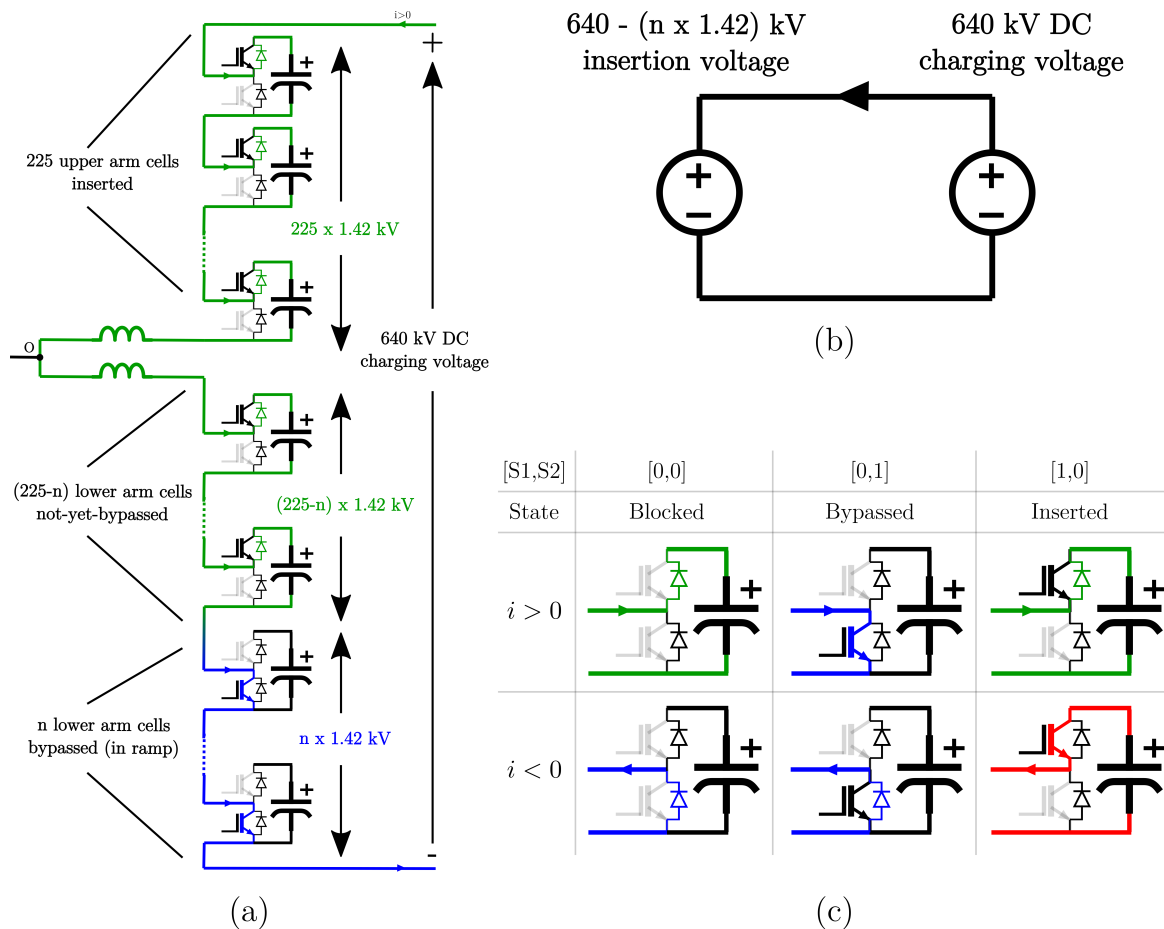 i>0
+
+
+
225 upper arm cells
inserted
225 x 1.42 kV
+
640 kV DC
charging voltage
O
+
(225-n) lower arm cells
not-yet-bypassed
(225-n) x 1.42 kV
+
+
n lower arm cells
bypassed (in ramp)
n x 1.42 kV
+
-
(a)
640 - (n x 1.42) kV
insertion voltage
640 kV DC
charging voltage
+
−
+
−
(b)
[S1,S2] [0,0] [0,1] [1,0]
State Blocked Bypassed Inserted
+ + +
i > 0
+ + +
i < 0
(c)